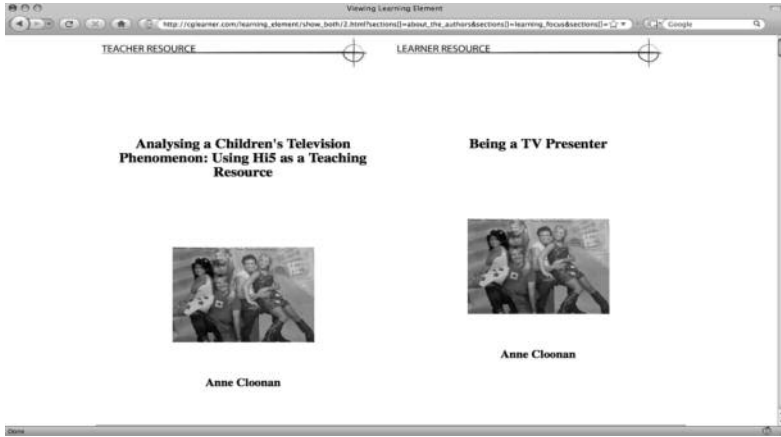 Viewing Learning Element
http://cglearner.com/learning_element/show_both/2.html?sections[]=about_the_authors&sections[]=learning_focus&sections[]=
Google
TEACHER RESOURCE
LEARNER RESOURCE
Analysing a Children's Television
Phenomenon: Using Hi5 as a Teaching
Resource
Being a TV Presenter
Anne Cloonan
Anne Cloonan
Done